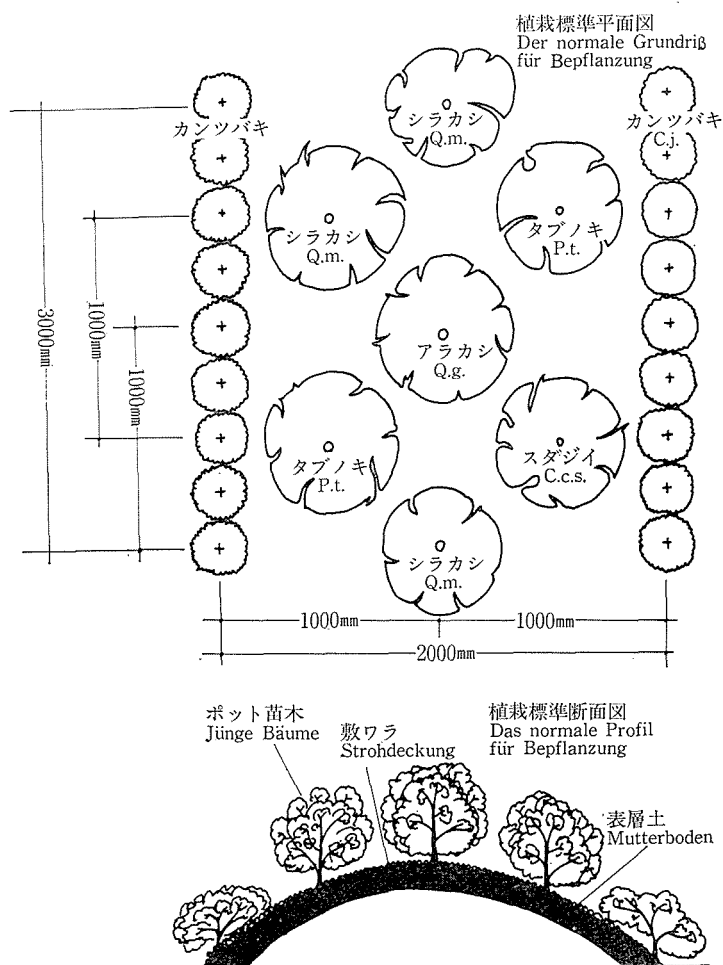 植栽標準平面図
Der normale Grundriß
für Bepflanzung
カンツバキ
シラカシ
Q.m.
カンツバキ
C.j.
シラカシ
Q.m.
タブノキ
P.t.
アラカシ
Q.g.
タブノキ
P.t.
スダジイ
C.c.s.
シラカシ
Q.m.
3000mm
1000mm
1000mm
1000mm
1000mm
2000mm
ポット苗木
Jünge Bäume
敷ワラ
Strohdeckung
植栽標準断面図
Das normale Profil
für Bepflanzung
表層土
Mutterboden